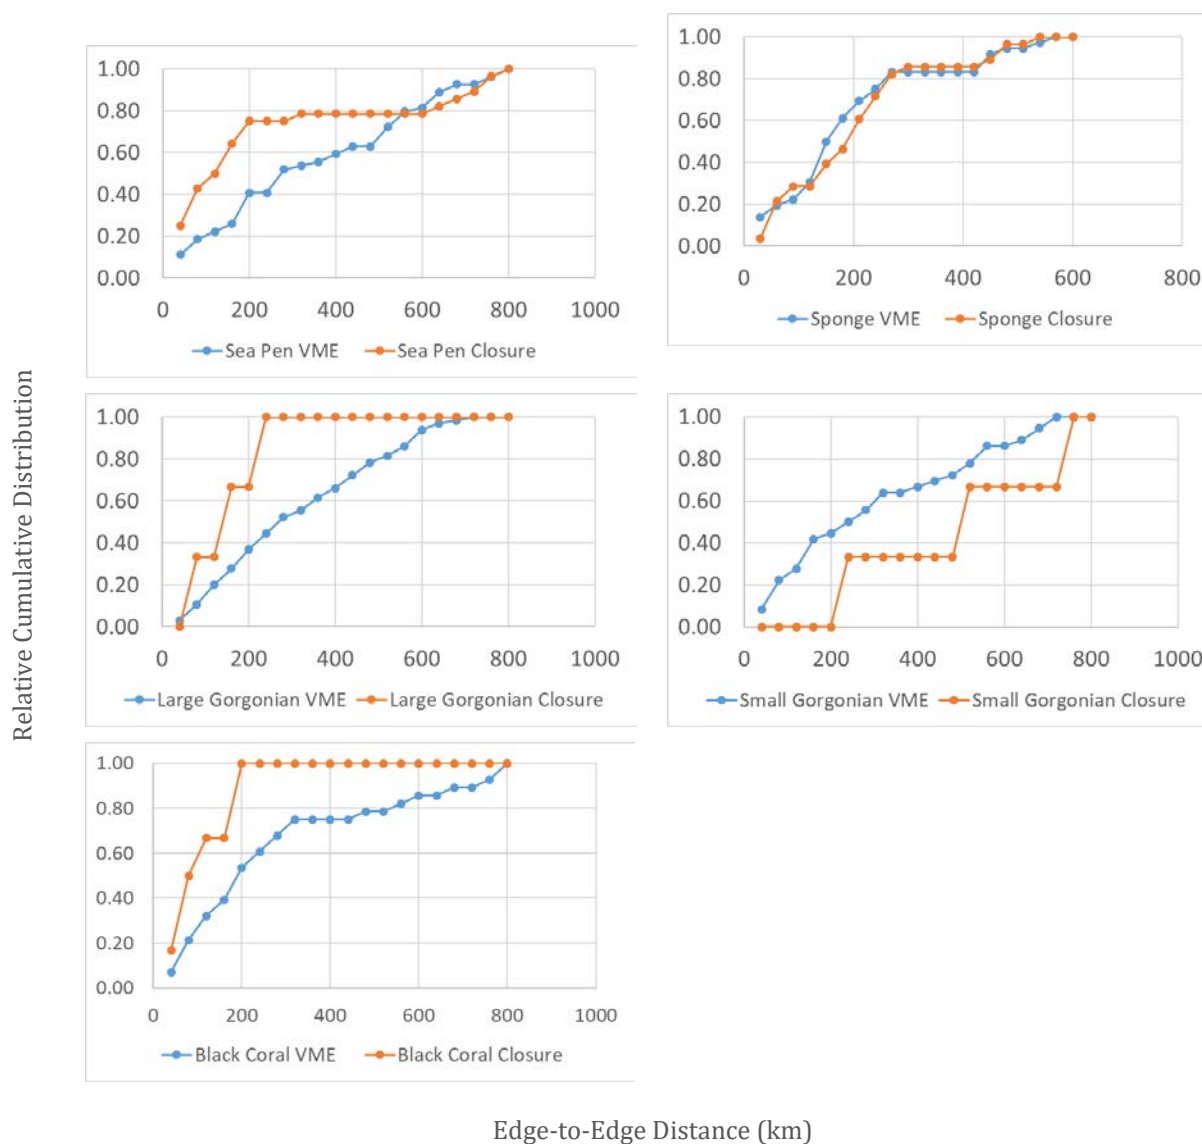 1.00
0.80
0.60
0.40
0.20
0.00
0 200 400 600 800 1000
Sea Pen VME Sea Pen Closure
1.00
0.80
0.60
0.40
0.20
0.00
0 200 400 600 800
Sponge VME Sponge Closure
Relative Cumulative Distribution
1.00
0.80
0.60
0.40
0.20
0.00
0 200 400 600 800 1000
Large Gorgonian VME Large Gorgonian Closure
1.00
0.80
0.60
0.40
0.20
0.00
0 200 400 600 800 1000
Small Gorgonian VME Small Gorgonian Closure
1.00
0.80
0.60
0.40
0.20
0.00
0 200 400 600 800 1000
Black Coral VME Black Coral Closure
Edge-to-Edge Distance (km)